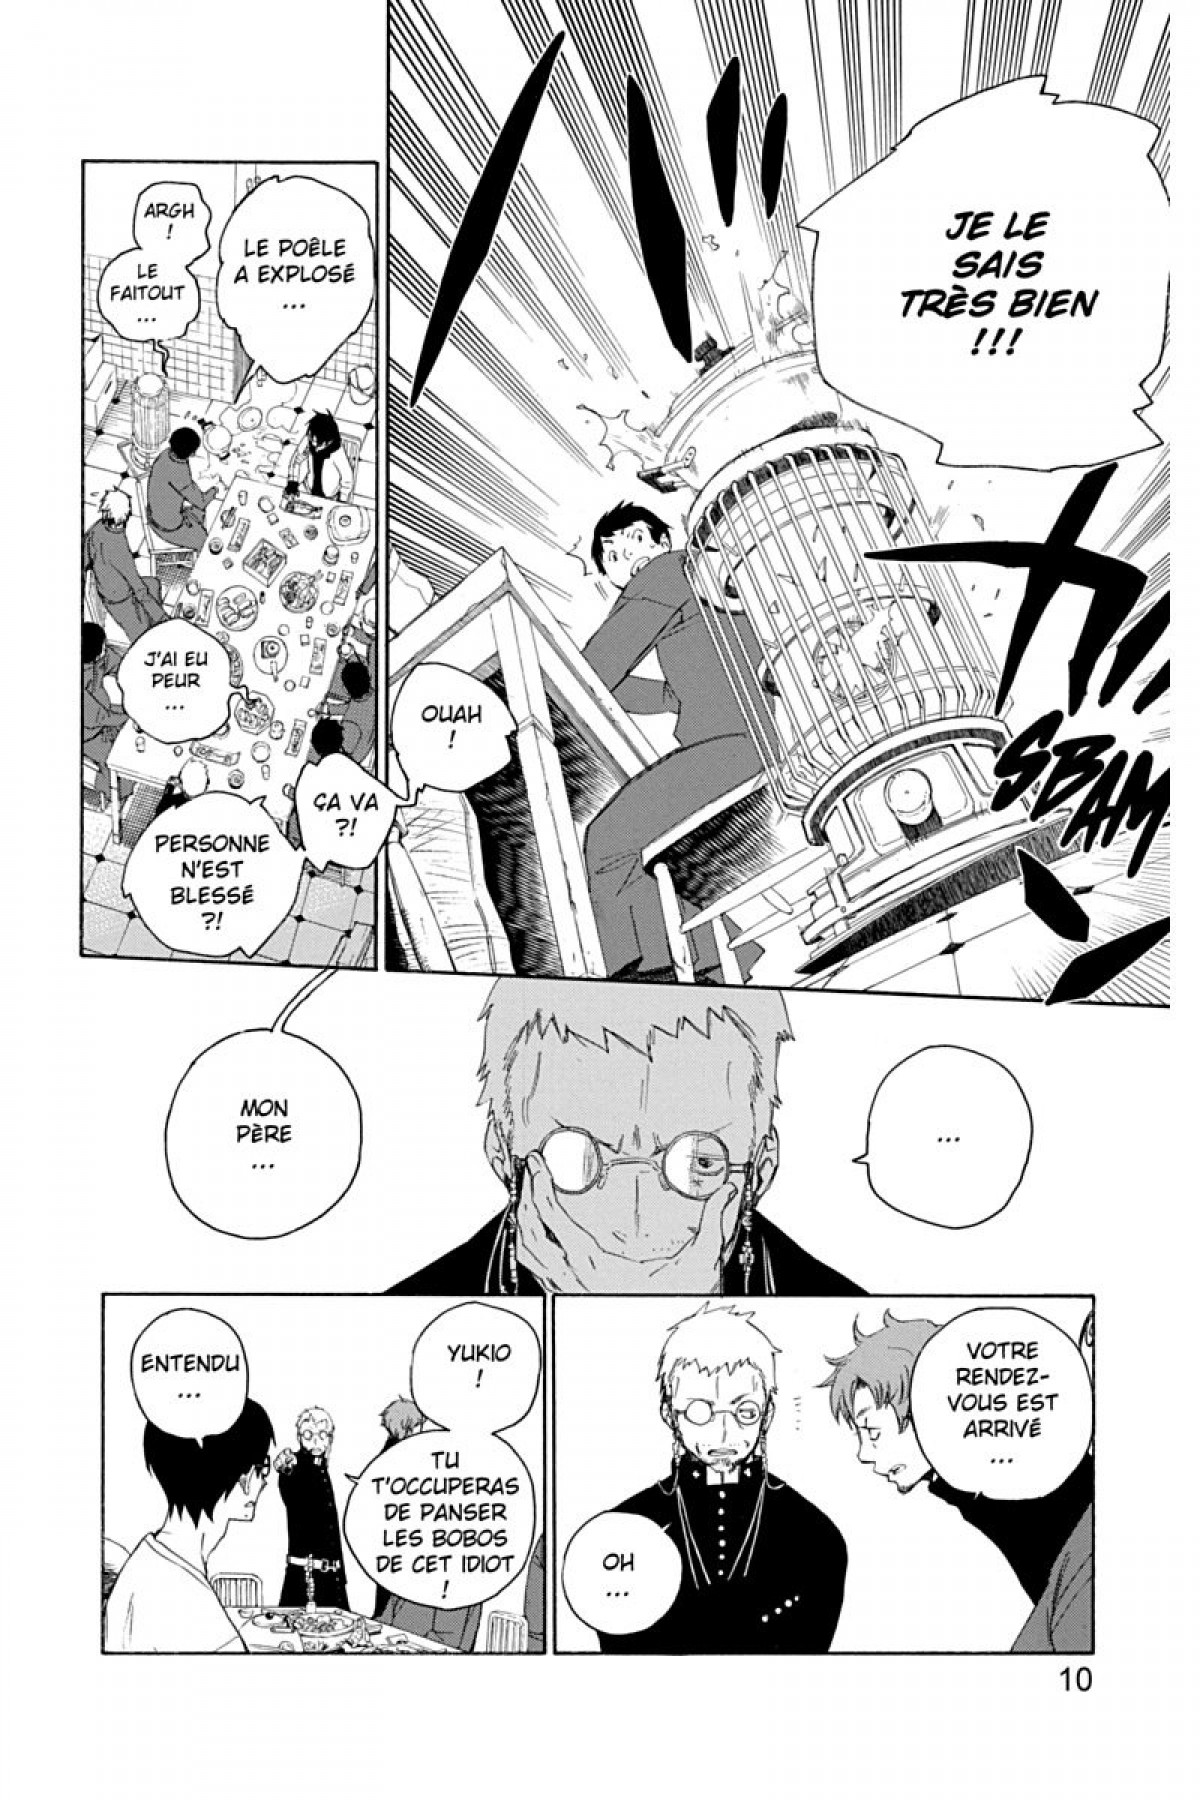 JE LE
SAIS
TRÈS BIEN
!!!
SBAM
OUAH
!
LE POÊLE
A EXPLOSÉ
...
ARGH
!
LE
FAITOUT
...
J'AI EU
PEUR
...
ÇA VA
?!
PERSONNE
N'EST
BLESSÉ
?!
...
MON
PÈRE
...
VOTRE
RENDEZ-
VOUS EST
ARRIVÉ
...
OH
...
YUKIO
!
TU
T'OCCUPERAS
DE PANSER
LES BOBOS
DE CET IDIOT
!
ENTENDU
...
10